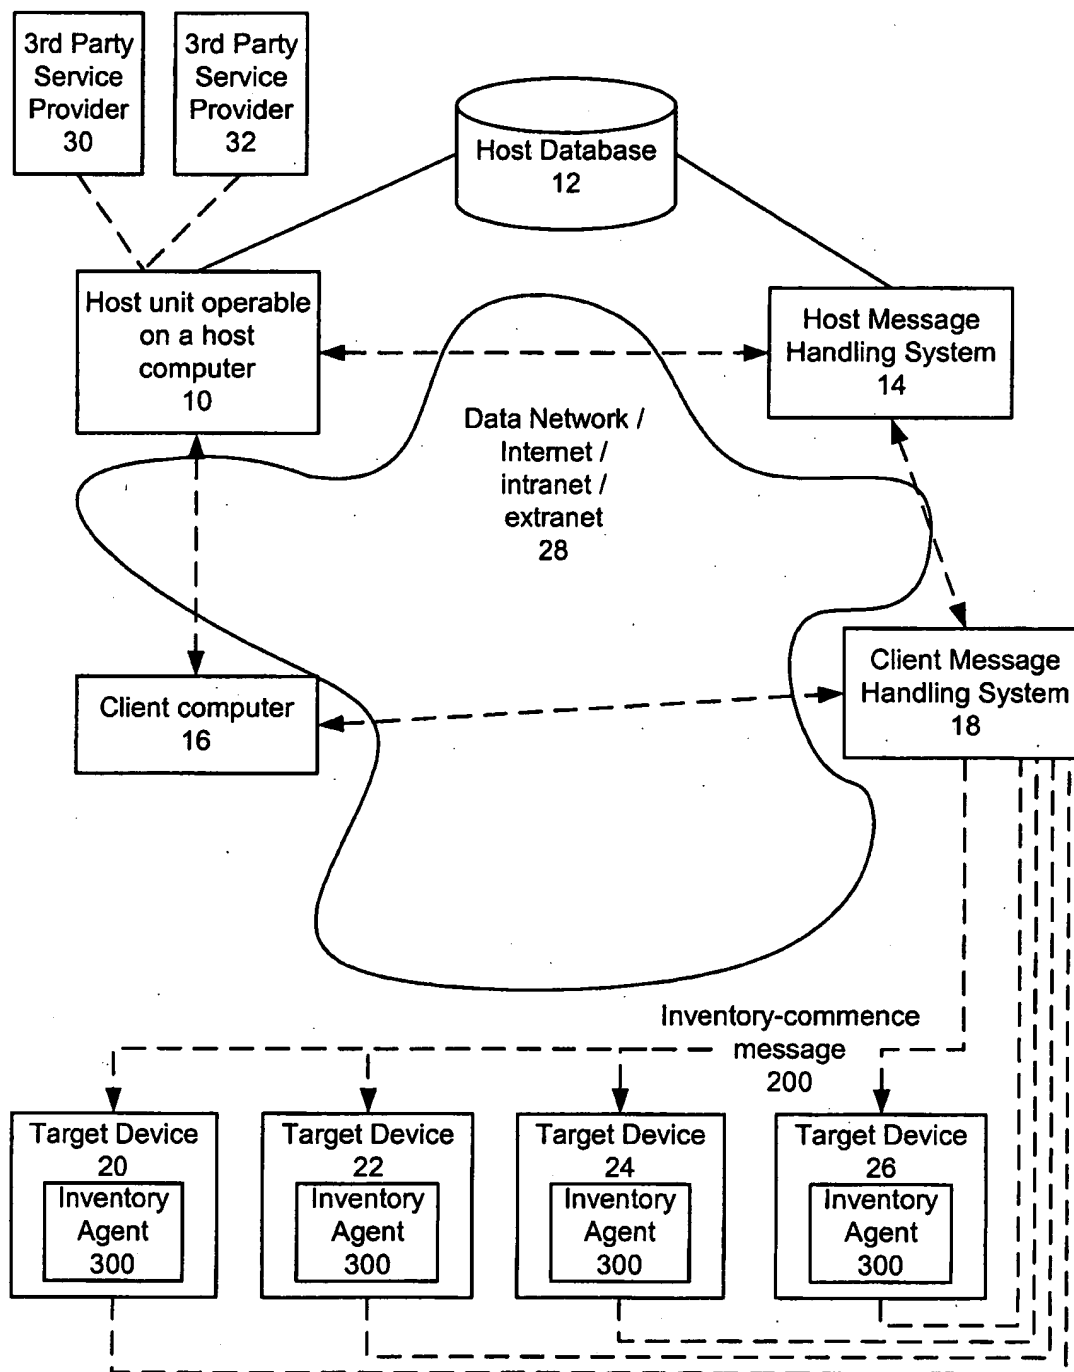 3rd Party
Service
Provider
30
3rd Party
Service
Provider
32
Host Database
12
Host unit operable
on a host
computer
10
Host Message
Handling System
14
Data Network /
Internet /
intranet /
extranet
28
Client computer
16
Client Message
Handling System
18
Inventory-commence
message
200
Target Device
20
Inventory
Agent
300
Target Device
22
Inventory
Agent
300
Target Device
24
Inventory
Agent
300
Target Device
26
Inventory
Agent
300